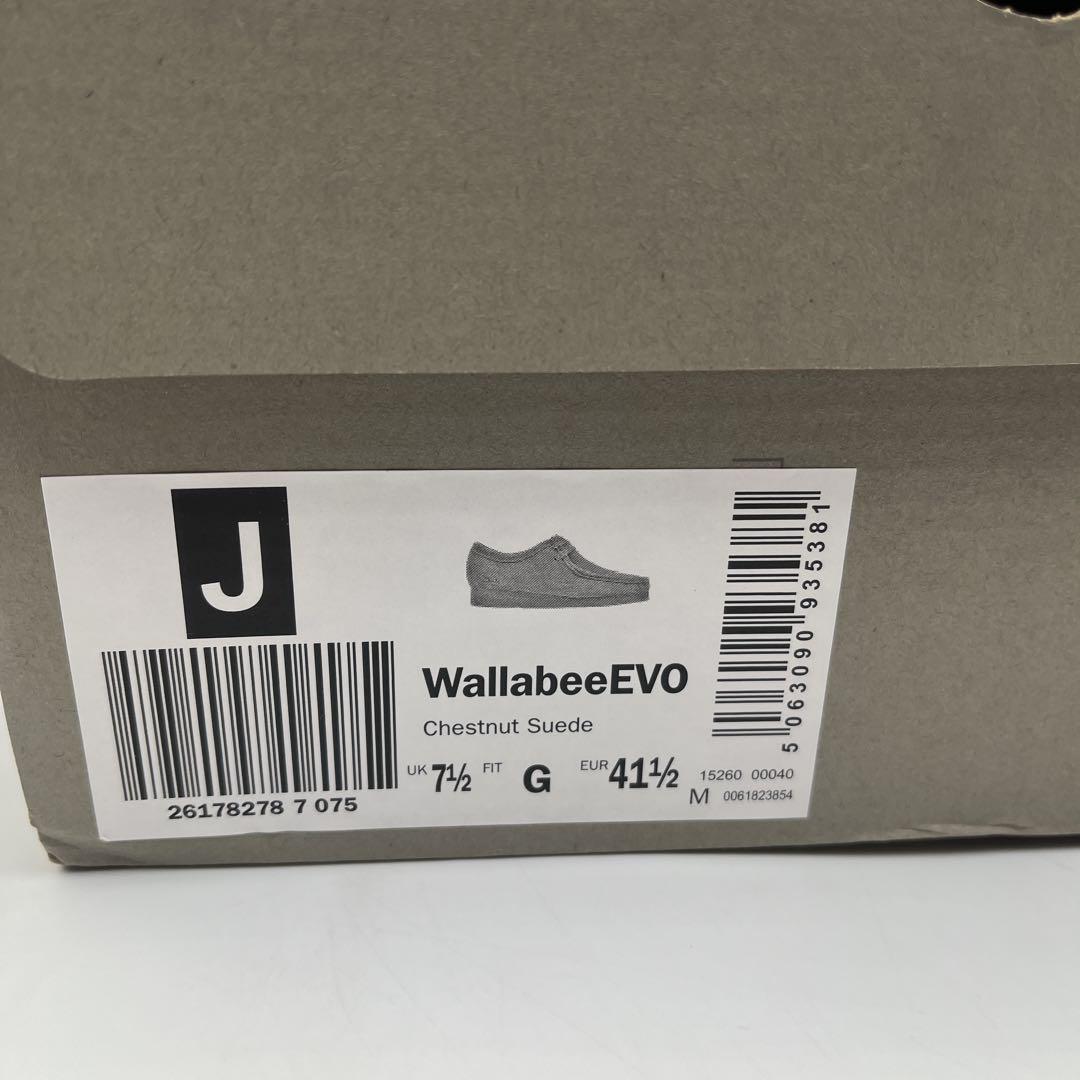 J
WallabeeEVO
Chestnut Suede
UK 7½ FIT G EUR 41½
26178278 7 075
15260 00040
M 0061823854
5 063090 935381